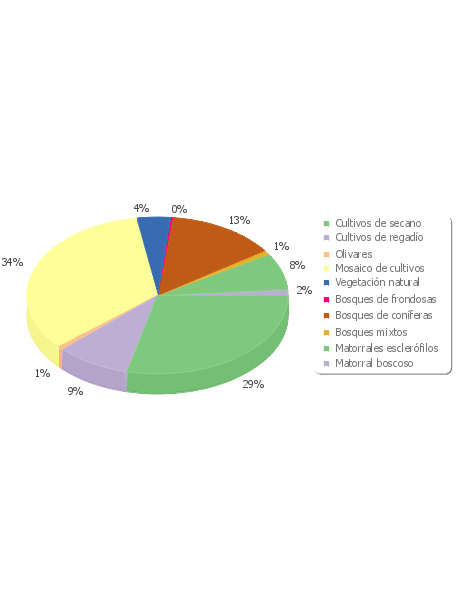 4%
0%
13%
1%
8%
2%
34%
1%
9%
29%
Cultivos de secano
Cultivos de regadío
Olivares
Mosaico de cultivos
Vegetación natural
Bosques de frondosas
Bosques de coníferas
Bosques mixtos
Matorrales esclerófilos
Matorral boscoso